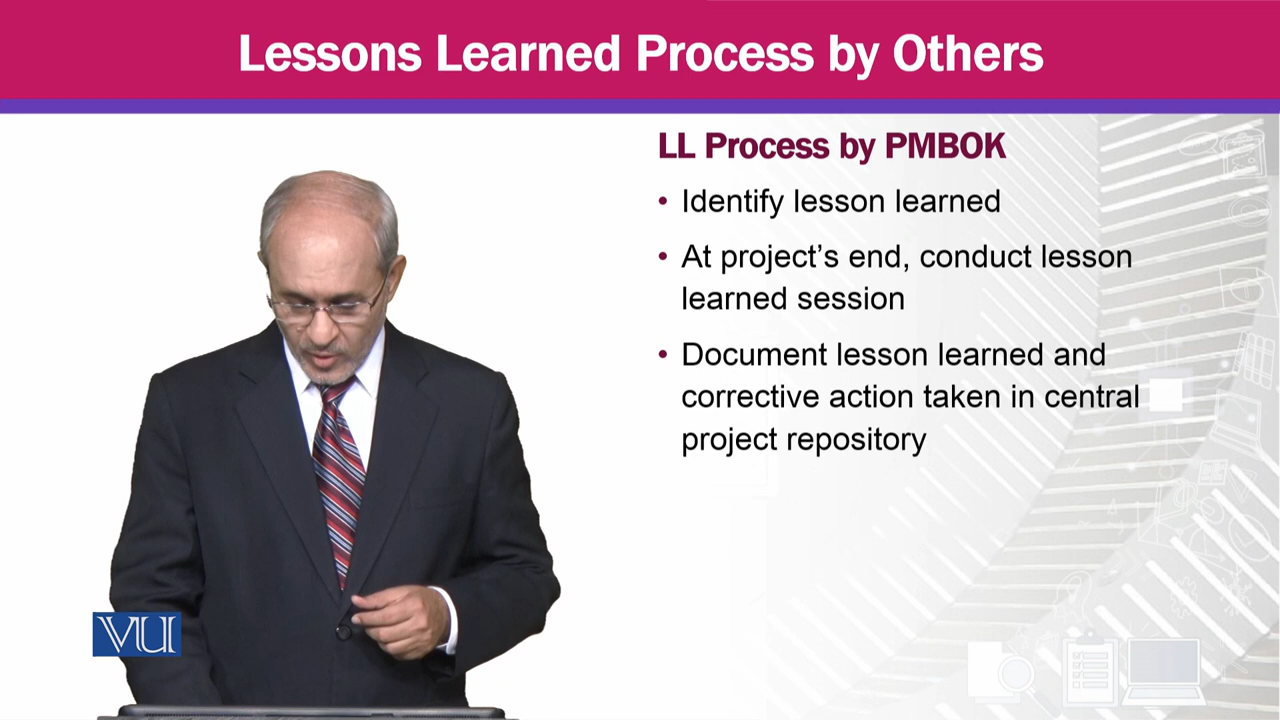 Lessons Learned Process by Others
LL Process by PMBOK
• Identify lesson learned
• At project’s end, conduct lesson
learned session
• Document lesson learned and
corrective action taken in central
project repository
VU